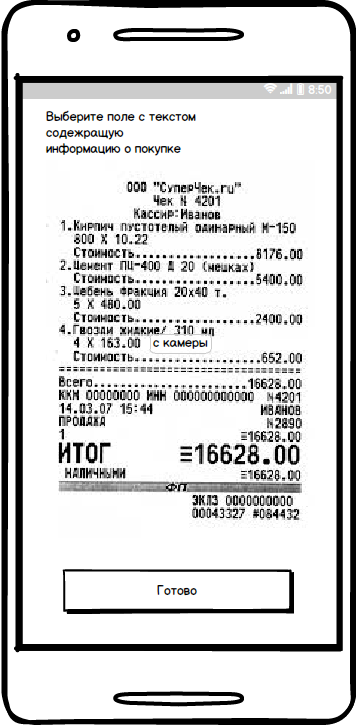 8:50
Выберите поле с текстом
содежращую
информацию о покупке
ООО "СуперЧек.ru"
Чек N 4201
Кассир:Иванов
1.Кирпич пустотелый одинарный М-150
800 X 10.22
Стоимость.....................8176.00
2.Цемент ПЦ-400 Д 20 (мешках)
Стоимость.....................5400.00
3.Щебень Фракция 20х40 т.
5 X 480.00
Стоимость.....................2400.00
4.Гвозди жидкие/ 310 мл
4 X 163.00 с камеры
Стоимость......................652.00
=====================================
Всего........................16628.00
ККМ 00000000 ИНН 000000000000 N4201
14.03.07 15:44 ИВАНОВ
ПРОДАЖА N2890
1 ≡16628.00
ИТОГ ≡16628.00
НАЛИЧНЫМИ ≡16628.00
ФП
ЭКЛЗ 0000000000
00043327 #084432
Готово